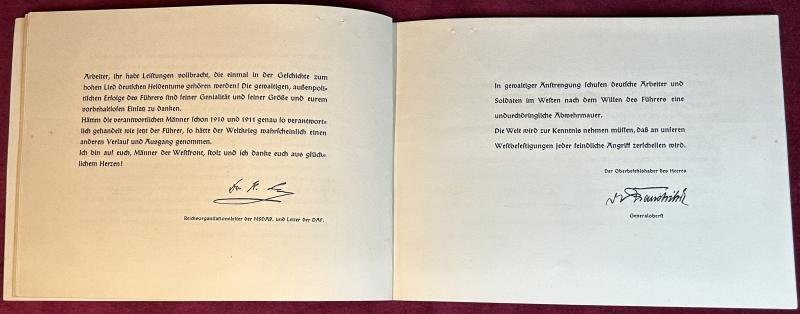 Arbeiter, ihr habt Leistungen vollbracht, die einmal in der Geschichte zum
hohen Lied deutschen Heldentums gehören werden! Die gewaltigen, außenpoli-
tischen Erfolge des Führers sind seiner Genialität und seiner Größe und eurem
vorbehaltlosen Einsatz zu danken.
Hätten die verantwortlichen Männer schon 1910 und 1911 genau so verantwort-
lich gehandelt wie jetzt der Führer, so hätte der Weltkrieg wahrscheinlich einen
anderen Verlauf und Ausgang genommen.
Ich bin auf euch, Männer der Westfront, stolz und ich danke euch aus glück-
lichem Herzen!
Dr. R. Ley
Reichsorganisationsleiter der NSDAP. und Leiter der DAF.
In gewaltiger Anstrengung schufen deutsche Arbeiter und
Soldaten im Westen nach dem Willen des Führers eine
undurchdringliche Abwehrmauer.
Die Welt wird zur Kenntnis nehmen müssen, daß an unseren
Westbefestigungen jeder feindliche Angriff zerschellen wird.
Der Oberbefehlshaber des Heeres
v. Brauchitsch
Generaloberst